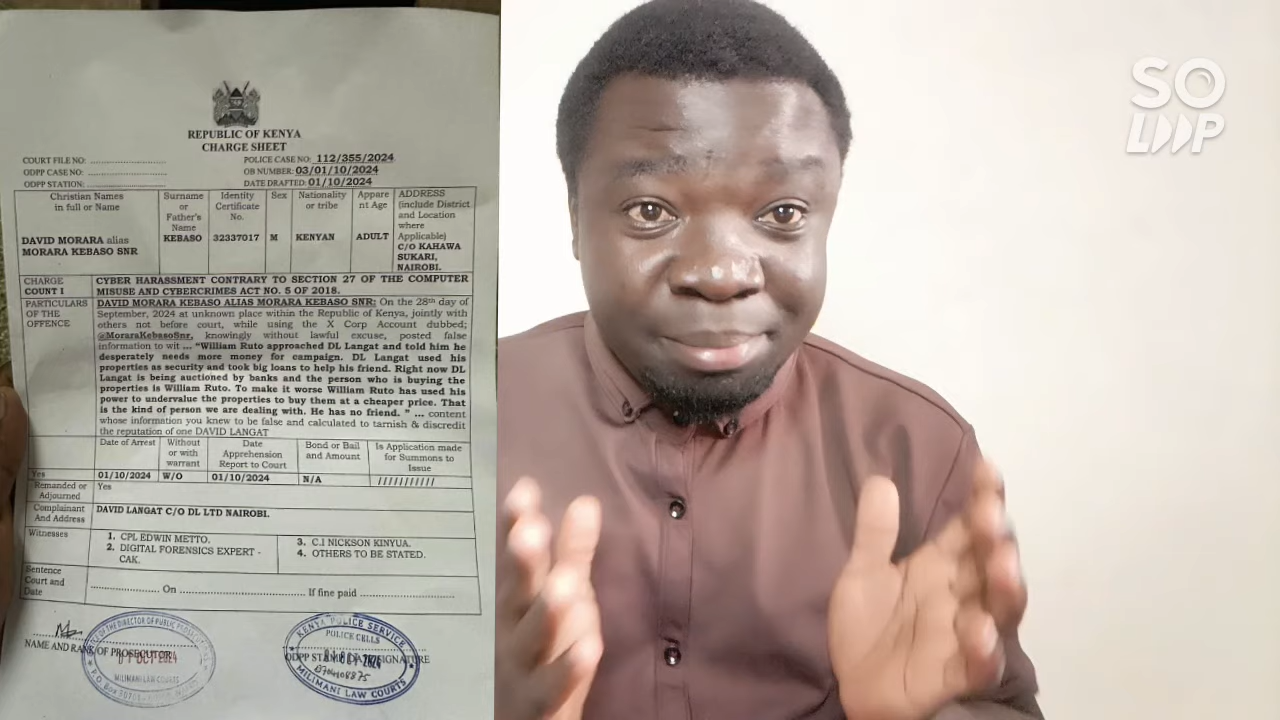 REPUBLIC OF KENYA
CHARGE SHEET
COURT FILE NO: ........................
ODPP CASE NO: ........................
ODPP STATION: ........................
POLICE CASE NO: 112/355/2024
OB NUMBER: 03/01/10/2024
DATE DRAFTED: 01/10/2024
Christian Names in full or Name
Surname or Father's Name
Identity Certificate No.
Sex
Nationality or tribe
Appare nt Age
ADDRESS (include District and Location where Applicable)
DAVID MORARA alias MORARA KEBASO SNR
KEBASO
32337017
M
KENYAN
ADULT
C/O KAHAWA SUKARI, NAIROBI.
CHARGE
COUNT I
CYBER HARASSMENT CONTRARY TO SECTION 27 OF THE COMPUTER
MISUSE AND CYBERCRIMES ACT NO. 5 OF 2018.
PARTICULARS OF THE OFFENCE
DAVID MORARA KEBASO ALIAS MORARA KEBASO SNR: On the 28th day of
September, 2024 at unknown place within the Republic of Kenya, jointly with
others not before court, while using the X Corp Account dubbed;
@MoraraKebasoSnr, knowingly without lawful excuse, posted false
information to wit ... "William Ruto approached DL Langat and told him he
desperately needs more money for campaign. DL Langat used his
properties as security and took big loans to help his friend. Right now DL
Langat is being auctioned by banks and the person who is buying the
properties is William Ruto. To make it worse William Ruto has used his
power to undervalue the properties to buy them at a cheaper price. That
is the kind of person we are dealing with. He has no friend. " ... content
whose information you knew to be false and calculated to tarnish & discredit
the reputation of one DAVID LANGAT
Date of Arrest
Without or with warrant
Date Apprehension Report to Court
Bond or Bail and Amount
Is Application made for Summons to Issue
Yes
01/10/2024
W/O
01/10/2024
N/A
///////////
Remanded or Adjourned
Yes
Complainant And Address
DAVID LANGAT C/O DL LTD NAIROBI.
Witnesses
1. CPL EDWIN METTO.
2. DIGITAL FORENSICS EXPERT - CAK.
3. C.I NICKSON KINYUA.
4. OTHERS TO BE STATED.
Sentence Court and Date
........................ On ........................ If fine paid ........................
NAME AND RANK OF PROSECUTOR
OFFICE OF THE DIRECTOR OF PUBLIC
01 OCT 2024
MILIMANI LAW COURTS
KENYA POLICE SERVICE
POLICE CELLS
MILIMANI LAW COURTS
SO
LOOP